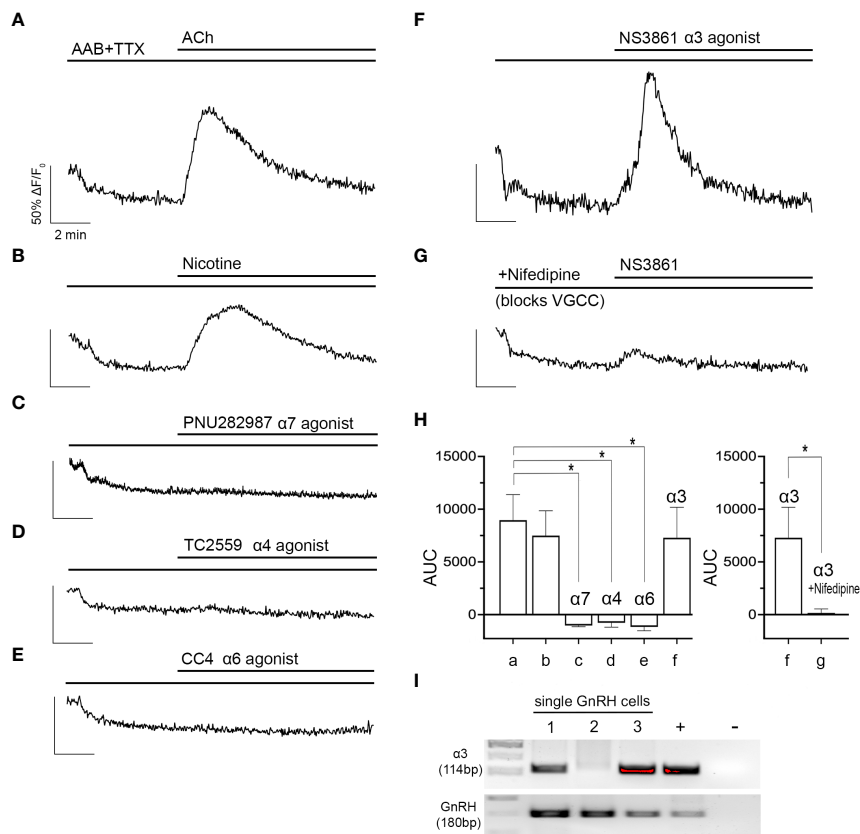 A
AAB+TTX
ACh
50% ΔF/F0
2 min
B
Nicotine
C
PNU282987 α7 agonist
D
TC2559 α4 agonist
E
CC4 α6 agonist
F
NS3861 α3 agonist
G
+Nifedipine
NS3861
(blocks VGCC)
H
15000
10000
5000
0
AUC
*
*
*
α7
α4
α6
α3
a
b
c
d
e
f
15000
10000
5000
0
AUC
*
α3
α3
+Nifedipine
f
g
I
single GnRH cells
1
2
3
+
-
α3
(114bp)
GnRH
(180bp)